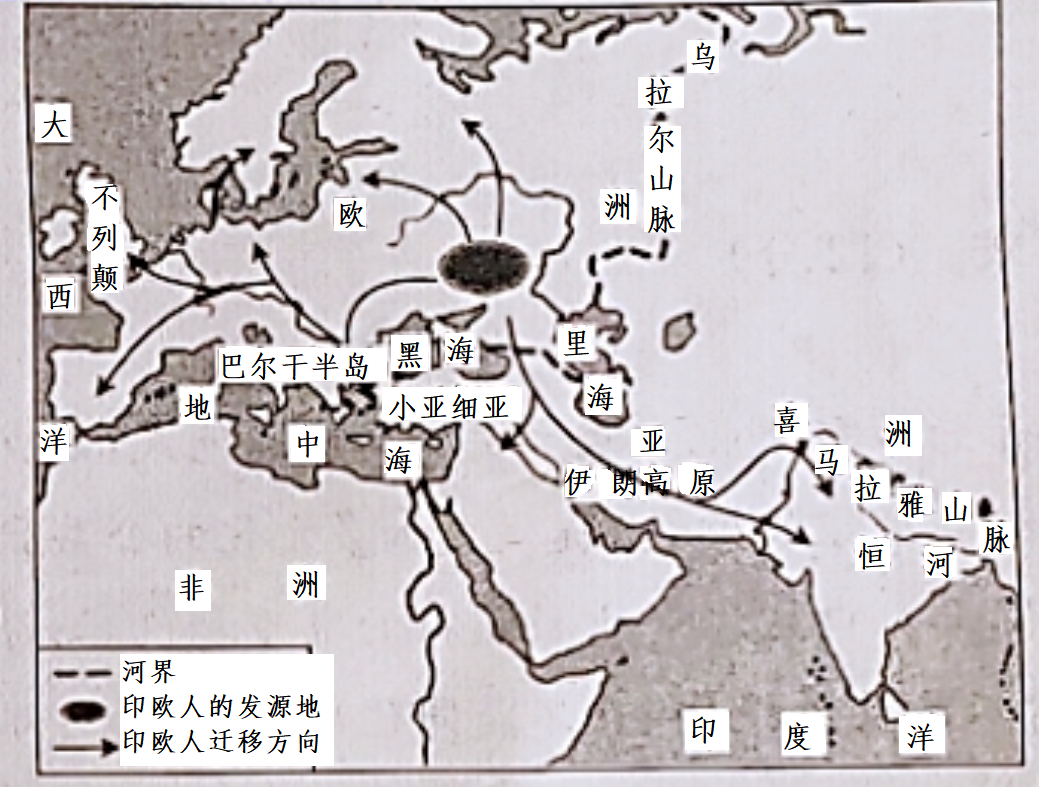 乌拉尔山脉
大西洋
不列颠
欧洲
巴尔干半岛
黑海
里海
小亚细亚
地中海
亚洲
伊朗高原
喜马拉雅山脉
恒河
非洲
印度洋
河界
印欧人的发源地
印欧人迁移方向